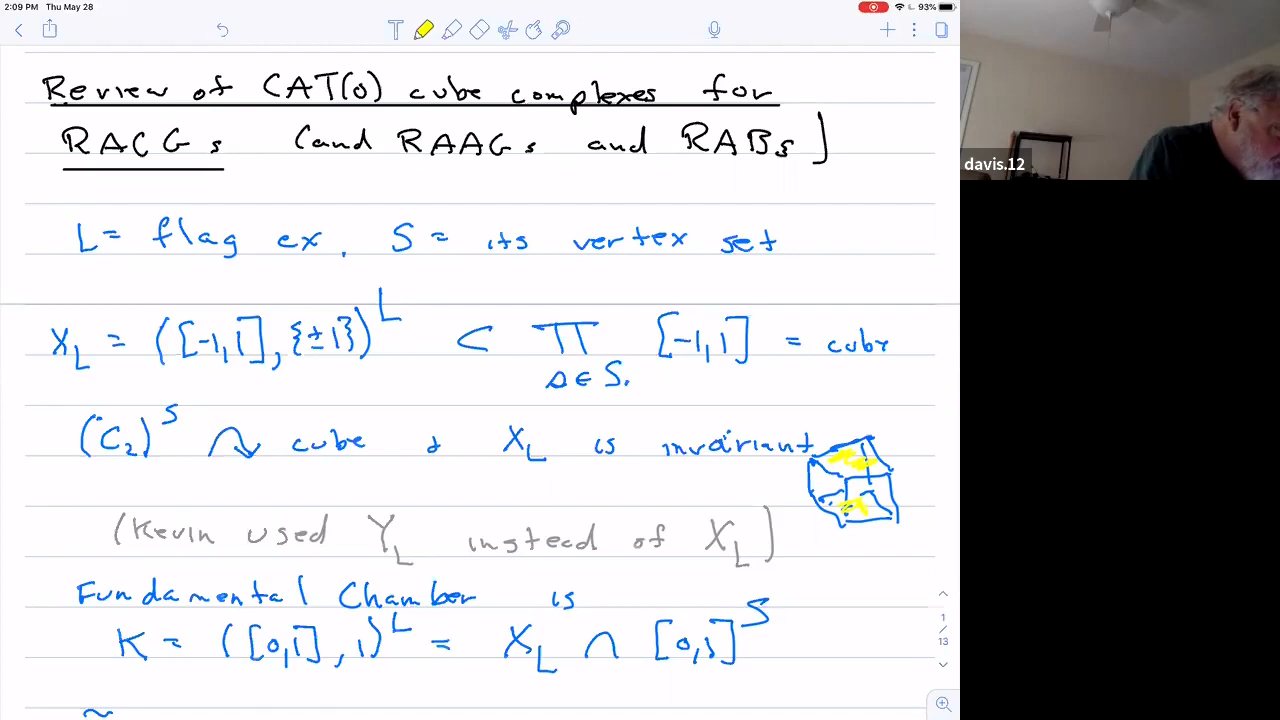 2:09 PM Thu May 28
93%
Review of CAT(0) cube complexes for
RACGs (and RAAGs and RABs]
L = flag cx. S = its vertex set
X_L = ([-1,1], {±1})^L ⊂ ∏_{s∈S.} [-1,1] = cube
(C_2)^S ↷ cube + X_L is invariant
(Kevin used Y_L instead of X_L)
Fundamental Chamber is
K = ([0,1], 1)^L = X_L ∩ [0,1]^S
~
davis.12
1
/
13